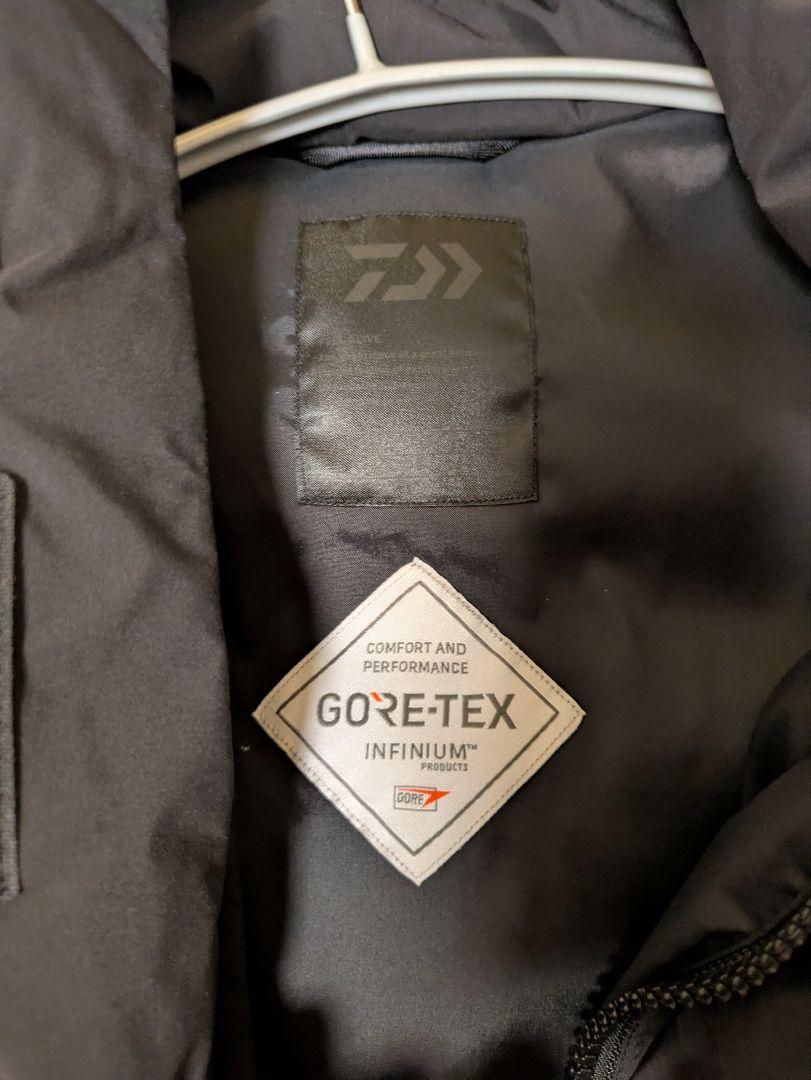 COMFORT AND
PERFORMANCE
GORE-TEX
INFINIUM™
PRODUCTS
GORE